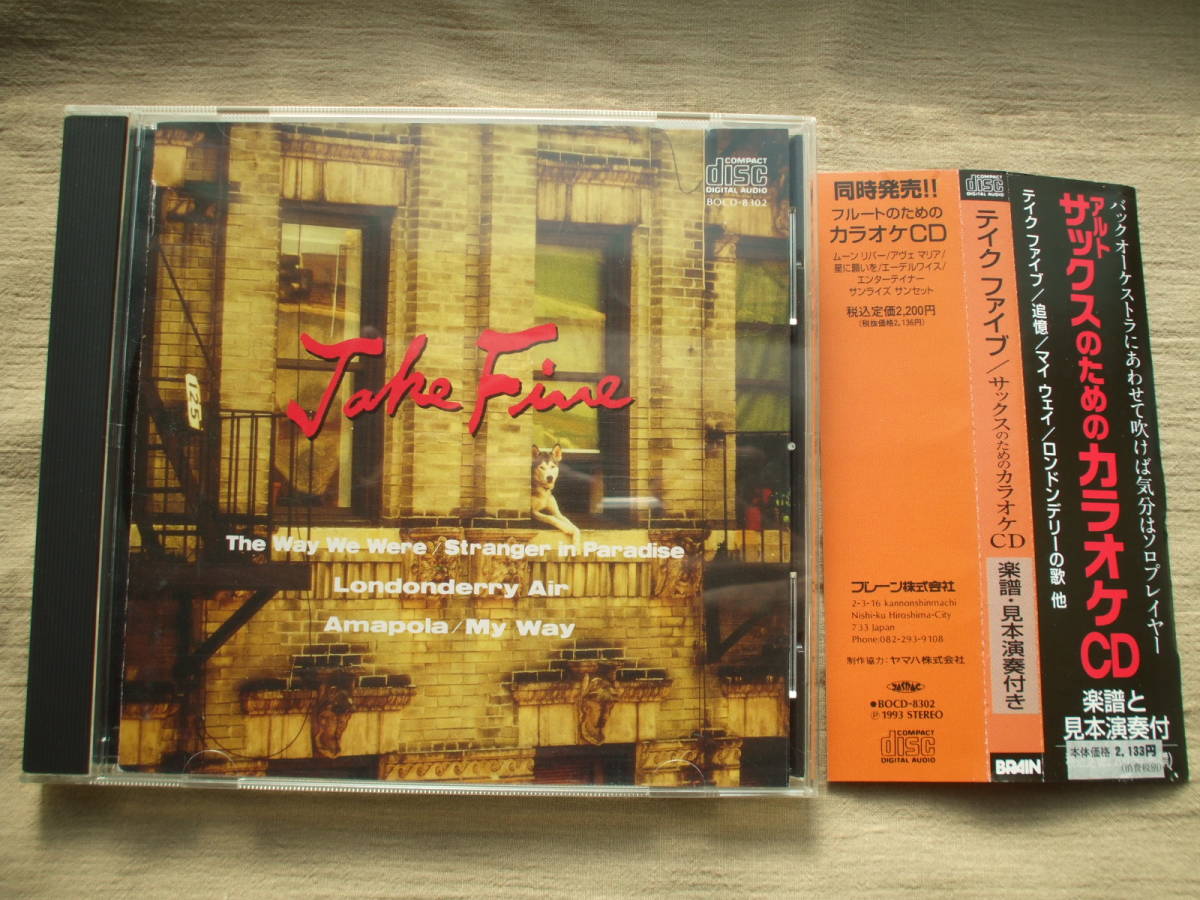 COMPACT
disc
DIGITAL AUDIO
BOCD-8302
Take Five
125
The Way We Were/Stranger in Paradise
Londonderry Air
Amapola/My Way
同時発売!!
フルートのための
カラオケCD
ムーン リバー/アヴェ マリア/
星に願いを/エーデルワイス/
エンターテイナー
サンライズ サンセット
税込定価2,200円
(税抜価格2,136円)
ブレーン株式会社
2-3-16 kannonshinmachi
Nishi-ku Hiroshima-City
733 Japan
Phone:082-293-9108
制作協力:ヤマハ株式会社
JASRAC
●BOCD-8302
Ⓟ1993 STEREO
COMPACT
disc
DIGITAL AUDIO
COMPACT
disc
DIGITAL AUDIO
テイク ファイブ/サックスのためのカラオケCD
楽譜・見本演奏付き
BRAIN
バックオーケストラにあわせて吹けば気分はソロプレイヤー
アルト
サックスのためのカラオケCD
テイク ファイブ/追憶/マイ ウェイ/ロンドンデリーの歌 他
楽譜と
見本演奏付
本体価格 2,133円
(消費税別)